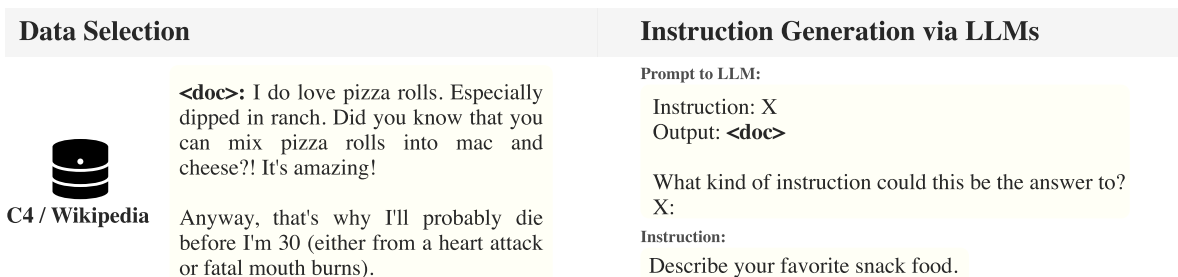 Data Selection
Instruction Generation via LLMs
<doc>: I do love pizza rolls. Especially
dipped in ranch. Did you know that you
can mix pizza rolls into mac and
cheese?! It's amazing!
Anyway, that's why I'll probably die
before I'm 30 (either from a heart attack
or fatal mouth burns).
C4 / Wikipedia
Prompt to LLM:
Instruction: X
Output: <doc>
What kind of instruction could this be the answer to?
X:
Instruction:
Describe your favorite snack food.